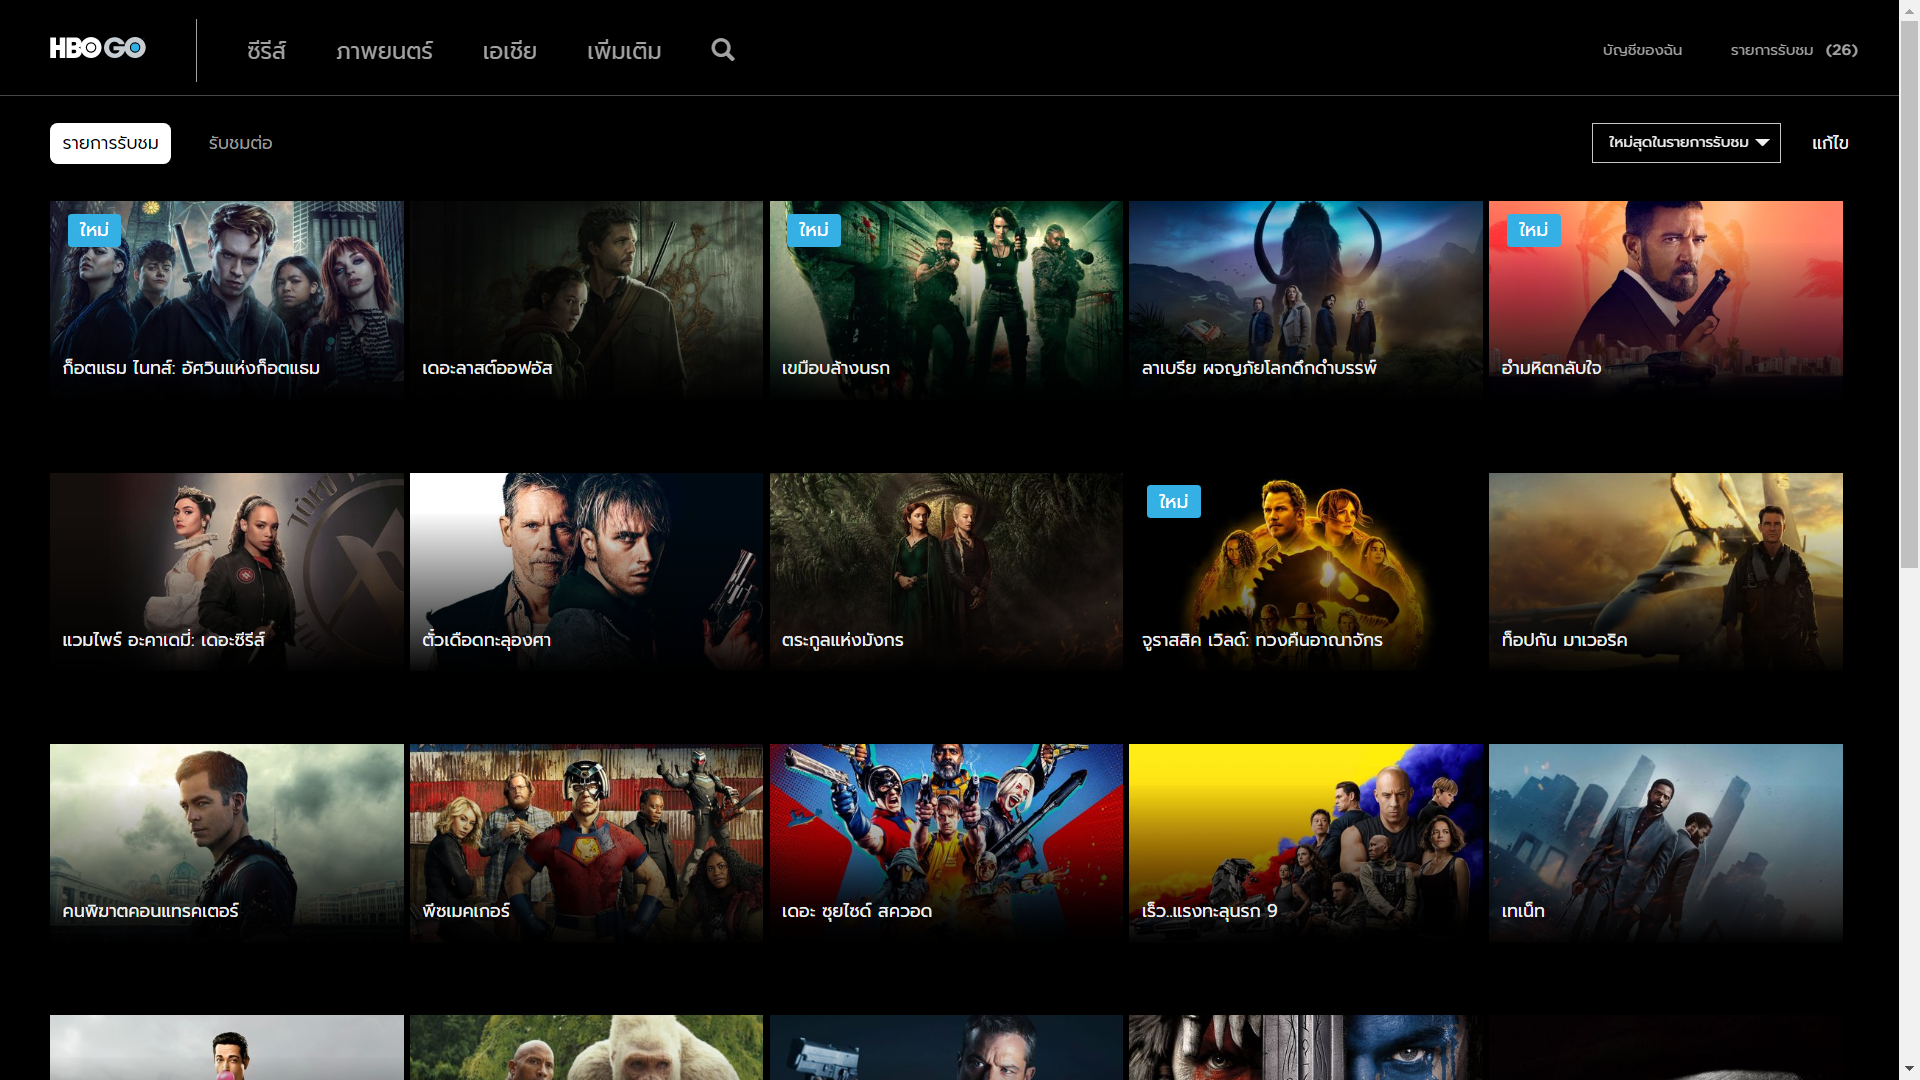 HBO GO
ซีรีส์
ภาพยนตร์
เอเชีย
เพิ่มเติม
บัญชีของฉัน
รายการรับชม (26)
รายการรับชม
รับชมต่อ
ใหม่สุดในรายการรับชม
แก้ไข
ใหม่
ก็อตแธม ไนทส์: อัศวินแห่งก็อตแธม
เดอะลาสต์ออฟอัส
ใหม่
เขมือบล้างนรก
ลาเบรีย ผจญภัยโลกดึกดำบรรพ์
ใหม่
อำมหิตกลับใจ
แวมไพร์ อะคาเดมี่: เดอะซีรีส์
ตั๋วเดือดทะลุองศา
ตระกูลแห่งมังกร
ใหม่
จูราสสิค เวิลด์: ทวงคืนอาณาจักร
ท็อปกัน มาเวอริค
คนพิฆาตคอนแทรคเตอร์
พีซเมคเกอร์
เดอะ ซุยไซด์ สควอด
เร็ว..แรงทะลุนรก 9
เทเน็ท